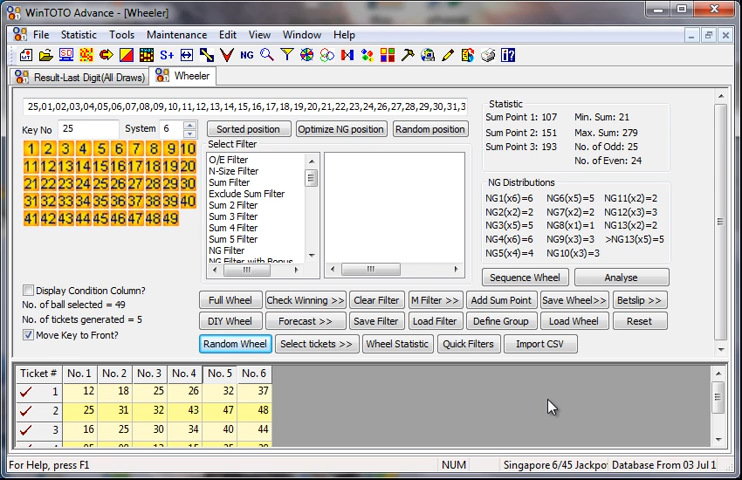 WinTOTO Advance - [Wheeler]
File Statistic Tools Maintenance Edit View Window Help
SD S+ NG
Result-Last Digit(All Draws) Wheeler
25,01,02,03,04,05,06,07,08,09,10,11,12,13,14,15,16,17,18,19,20,21,22,23,24,26,27,28,29,30,31,3
Key No 25 System 6
Sorted position Optimize NG position Random position
1 2 3 4 5 6 7 8 9 10
11 12 13 14 15 16 17 18 19 20
21 22 23 24 25 26 27 28 29 30
31 32 33 34 35 36 37 38 39 40
41 42 43 44 45 46 47 48 49
Select Filter
O/E Filter
N-Size Filter
Sum Filter
Exclude Sum Filter
Sum 2 Filter
Sum 3 Filter
Sum 4 Filter
Sum 5 Filter
NG Filter
NG Filter with Bonus
Statistic
Sum Point 1: 107 Min. Sum: 21
Sum Point 2: 151 Max. Sum: 279
Sum Point 3: 193 No. of Odd: 25
No. of Even: 24
NG Distributions
NG1(x6)=6 NG6(x5)=5 NG11(x2)=2
NG2(x2)=2 NG7(x2)=2 NG12(x3)=3
NG3(x5)=5 NG8(x1)=1 NG13(x2)=2
NG4(x6)=6 NG9(x3)=3 >NG13(x5)=5
NG5(x4)=4 NG10(x3)=3
Sequence Wheel Analyse
Display Condition Column?
No. of ball selected = 49
No. of tickets generated = 5
Move Key to Front?
Full Wheel Check Winning >> Clear Filter M Filter >> Add Sum Point Save Wheel>> Betslip >>
DIY Wheel Forecast >> Save Filter Load Filter Define Group Load Wheel Reset
Random Wheel Select tickets >> Wheel Statistic Quick Filters Import CSV
Ticket # No. 1 No. 2 No. 3 No. 4 No. 5 No. 6
1 12 18 25 26 32 37
2 25 31 32 43 47 48
3 16 25 30 34 40 44
For Help, press F1 NUM Singapore 6/45 Jackpo Database From 03 Jul 1